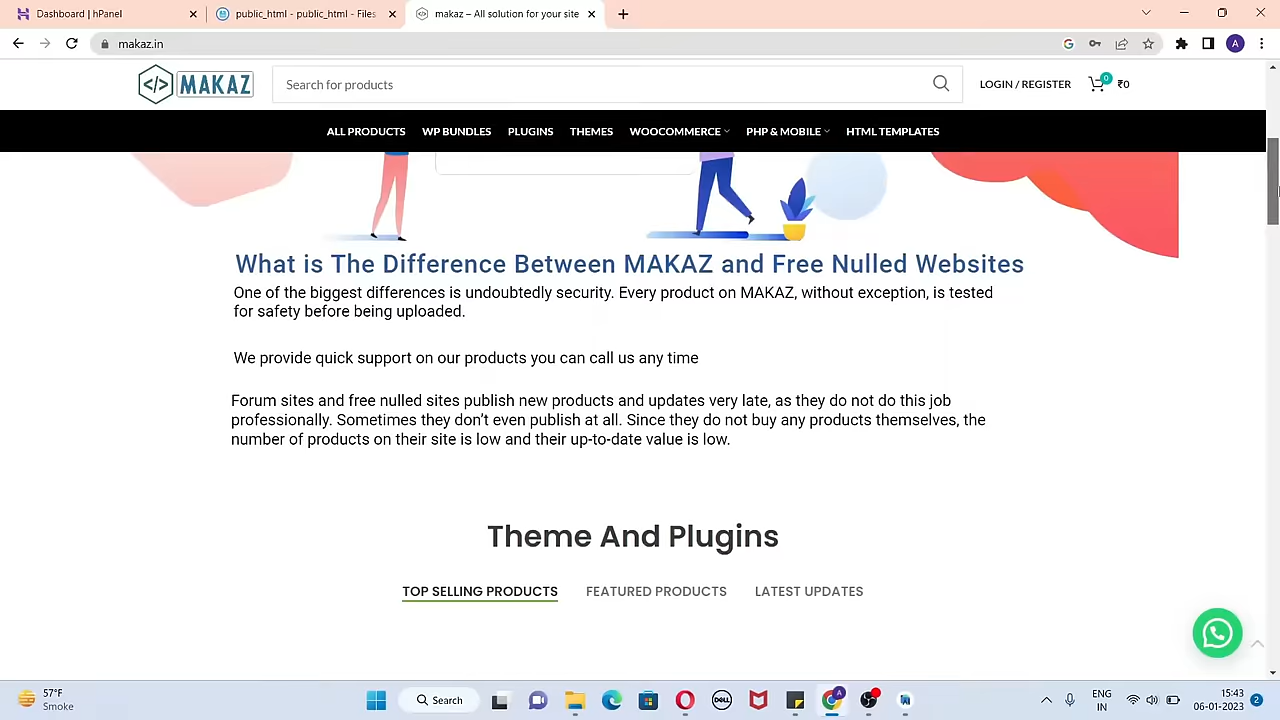 Dashboard | hPanel
public_html - public_html - Files
makaz – All solution for your site
makaz.in
A
</> MAKAZ
Search for products
LOGIN / REGISTER
0
₹0
ALL PRODUCTS
WP BUNDLES
PLUGINS
THEMES
WOOCOMMERCE
PHP & MOBILE
HTML TEMPLATES
What is The Difference Between MAKAZ and Free Nulled Websites
One of the biggest differences is undoubtedly security. Every product on MAKAZ, without exception, is tested
for safety before being uploaded.
We provide quick support on our products you can call us any time
Forum sites and free nulled sites publish new products and updates very late, as they do not do this job
professionally. Sometimes they don’t even publish at all. Since they do not buy any products themselves, the
number of products on their site is low and their up-to-date value is low.
Theme And Plugins
TOP SELLING PRODUCTS
FEATURED PRODUCTS
LATEST UPDATES
57°F
Smoke
Search
DELL
A
ENG
IN
15:43
06-01-2023
2